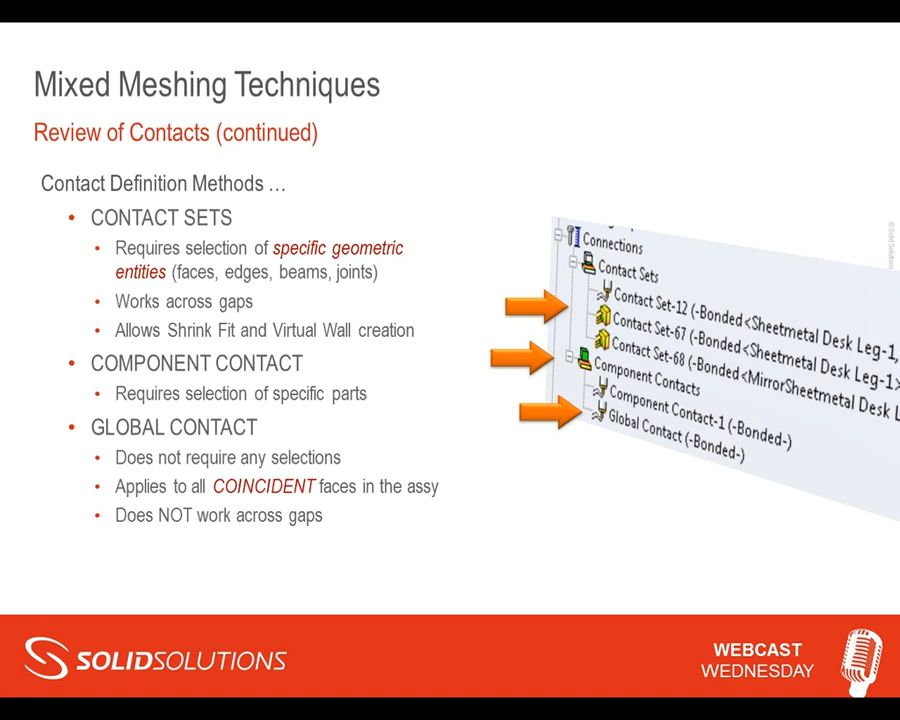 Mixed Meshing Techniques
Review of Contacts (continued)
Contact Definition Methods …
• CONTACT SETS
• Requires selection of specific geometric
entities (faces, edges, beams, joints)
• Works across gaps
• Allows Shrink Fit and Virtual Wall creation
• COMPONENT CONTACT
• Requires selection of specific parts
• GLOBAL CONTACT
• Does not require any selections
• Applies to all COINCIDENT faces in the assy
• Does NOT work across gaps
Connections
Contact Sets
Contact Set-12 (-Bonded<Sheetmetal Desk Leg-1,
Contact Set-67 (-Bonded<Sheetmetal Desk Leg-1>
Contact Set-68 (-Bonded<MirrorSheetmetal Desk L
Component Contacts
Component Contact-1 (-Bonded-)
Global Contact (-Bonded-)
© Solid Solutions
SOLIDSOLUTIONS
WEBCAST
WEDNESDAY